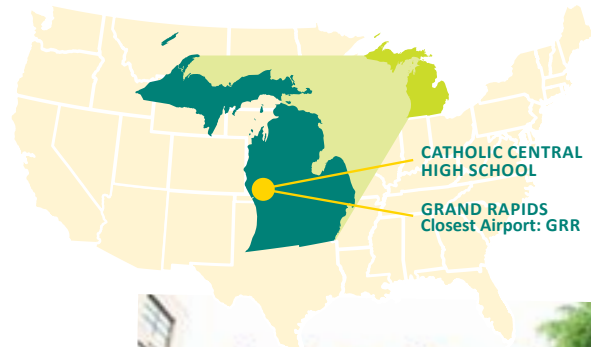 CATHOLIC CENTRAL
HIGH SCHOOL
GRAND RAPIDS
Closest Airport: GRR